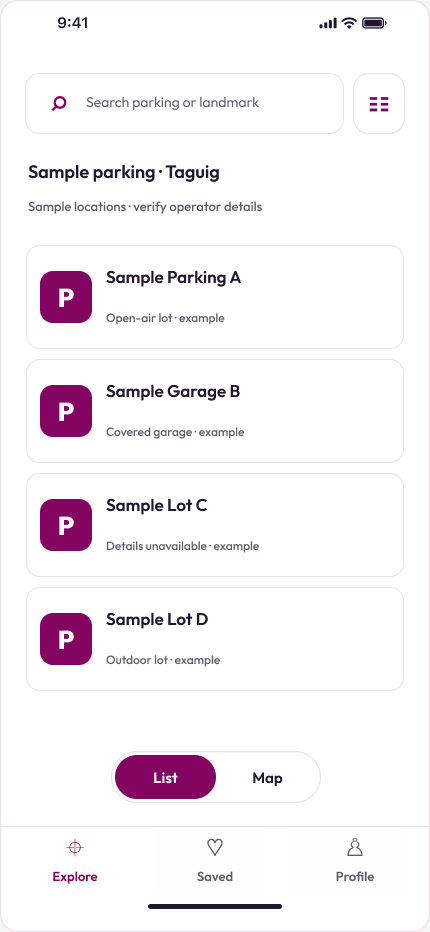 9:41
Search parking or landmark
Sample parking · Taguig
Sample locations · verify operator details
P
Sample Parking A
Open-air lot · example
P
Sample Garage B
Covered garage · example
P
Sample Lot C
Details unavailable · example
P
Sample Lot D
Outdoor lot · example
List
Map
Explore
Saved
Profile